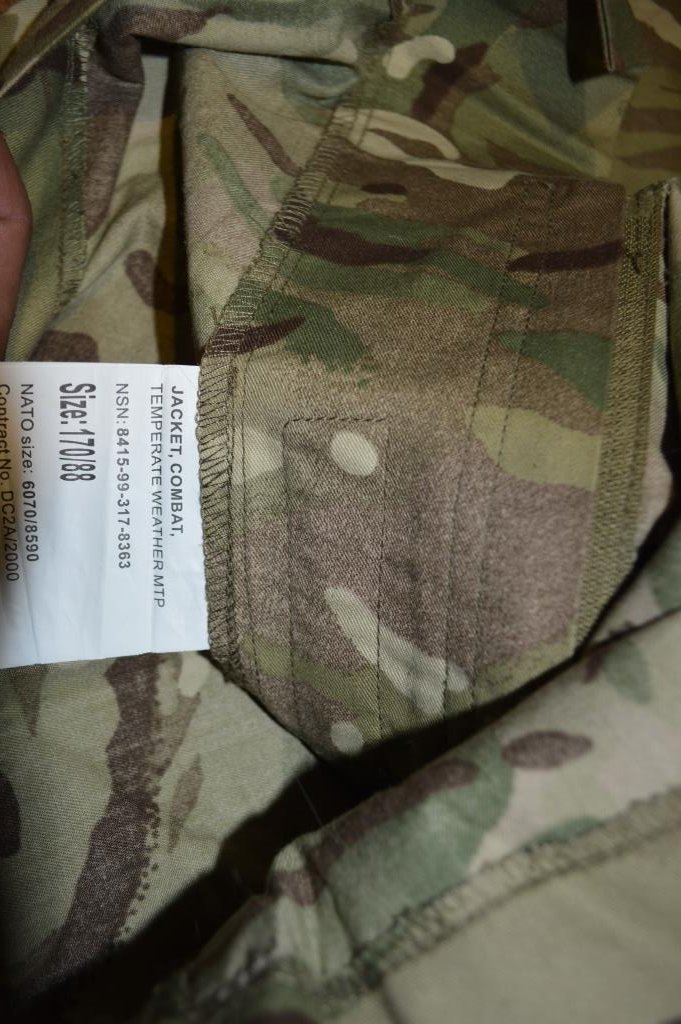 JACKET, COMBAT,
TEMPERATE WEATHER MTP
NSN: 8415-99-317-8363
Size: 170/88
NATO size: 6070/8590
Contract No. DC2A/2000